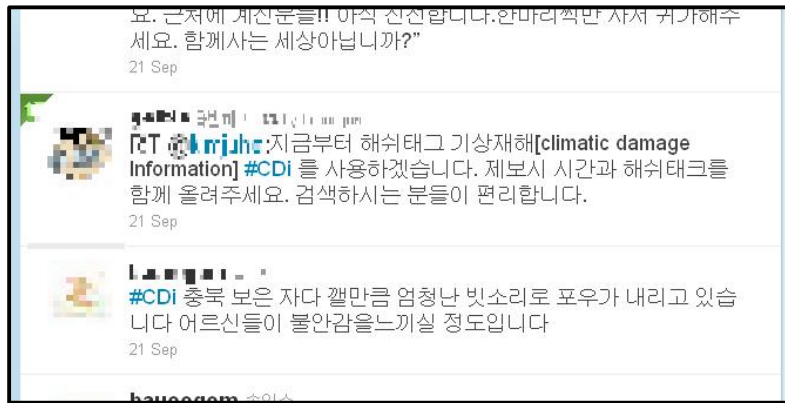 요. 근처에 계신분들!! 아직 신선합니다.한마리씩만 사서 귀가해주
세요. 함께사는 세상아닙니까?"
21 Sep
RT @:지금부터 해쉬태그 기상재해[climatic damage
Information] #CDi 를 사용하겠습니다. 제보시 시간과 해쉬태크를
함께 올려주세요. 검색하시는 분들이 편리합니다.
21 Sep
#CDi 충북 보은 자다 깰만큼 엄청난 빗소리로 포우가 내리고 있습
니다 어르신들이 불안감을느끼실 정도입니다
21 Sep